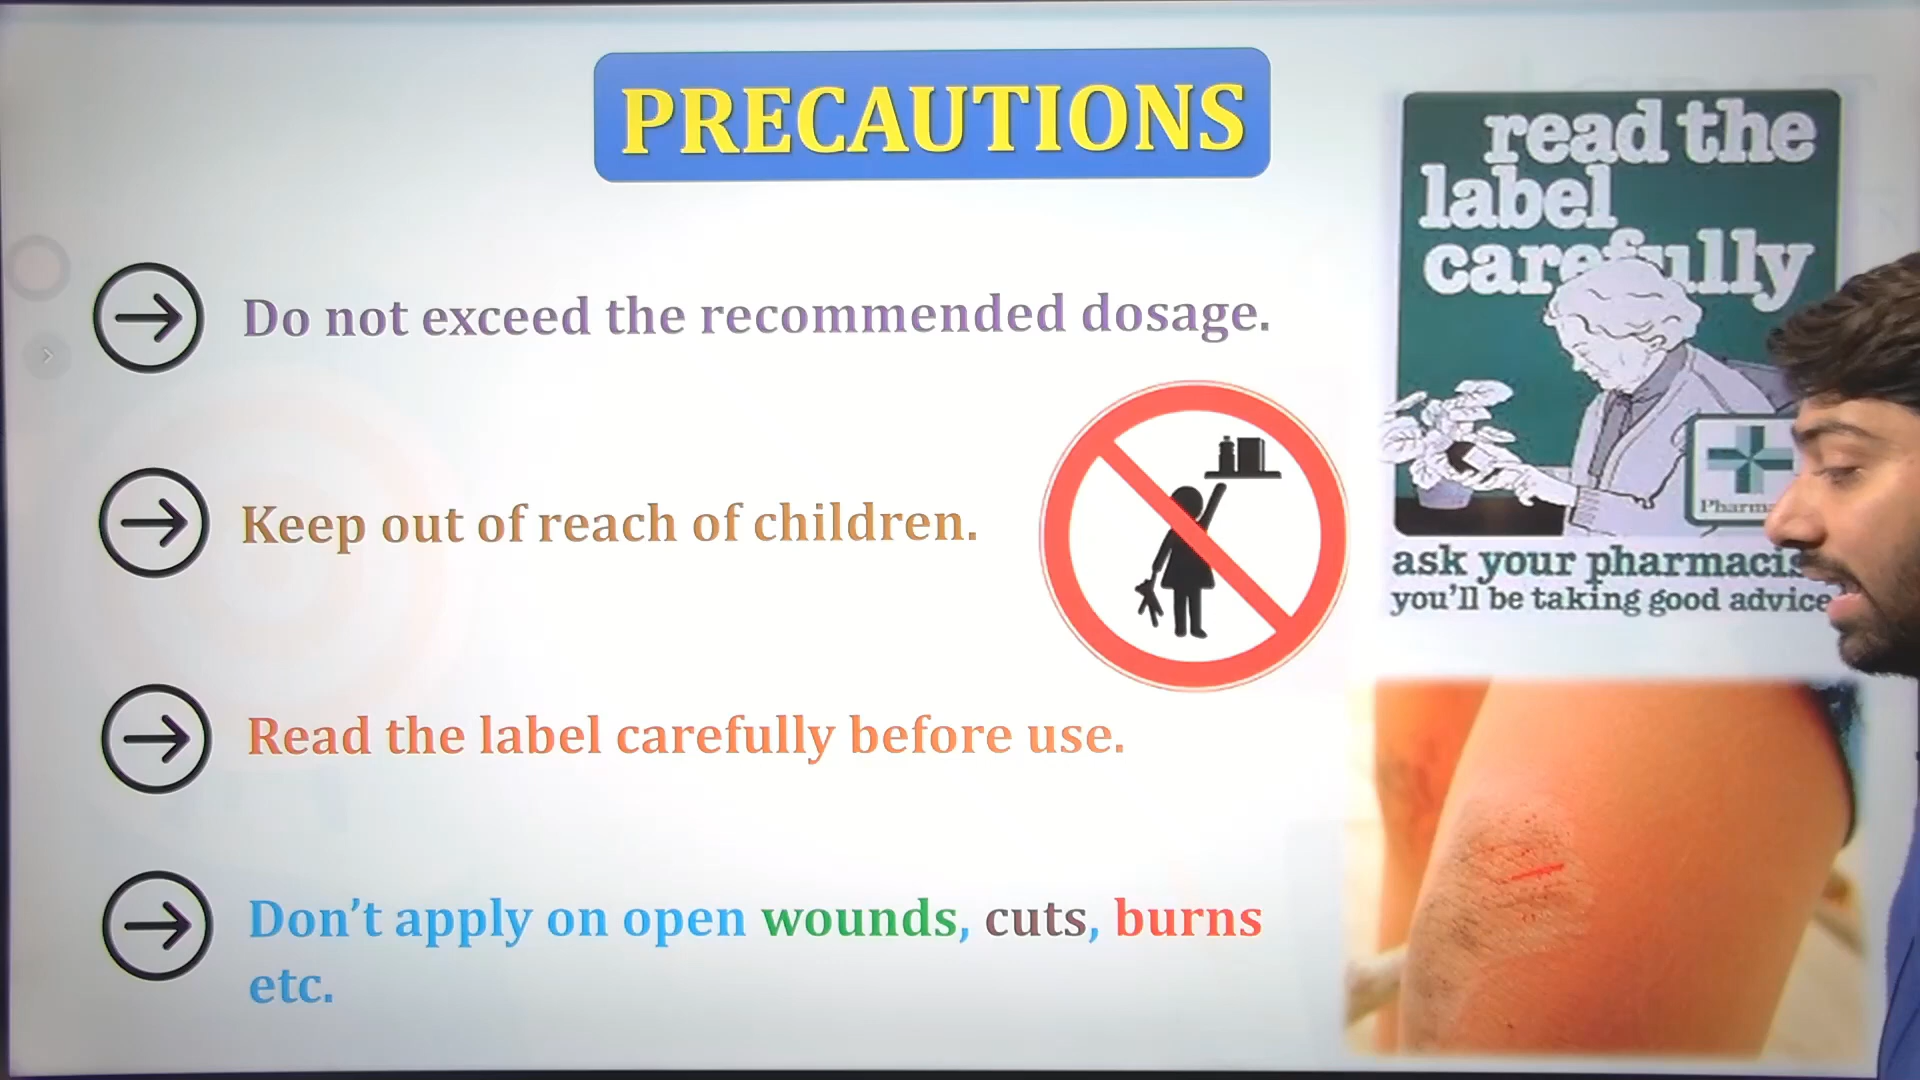 PRECAUTIONS
Do not exceed the recommended dosage.
Keep out of reach of children.
Read the label carefully before use.
Don't apply on open wounds, cuts, burns
etc.
read the
label
carefully
ask your
you'll be taking good advice